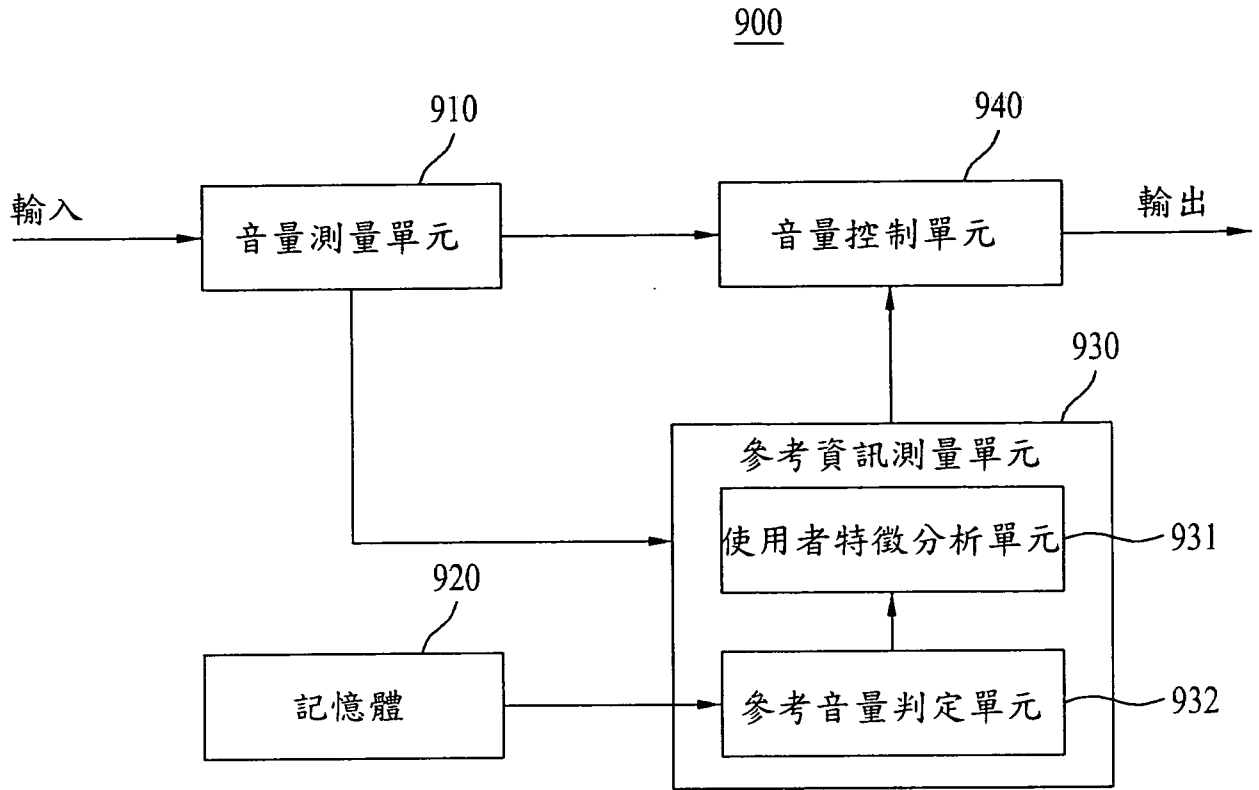 900
910
940
輸入
音量測量單元
音量控制單元
輸出
930
參考資訊測量單元
使用者特徵分析單元
931
920
記憶體
參考音量判定單元
932